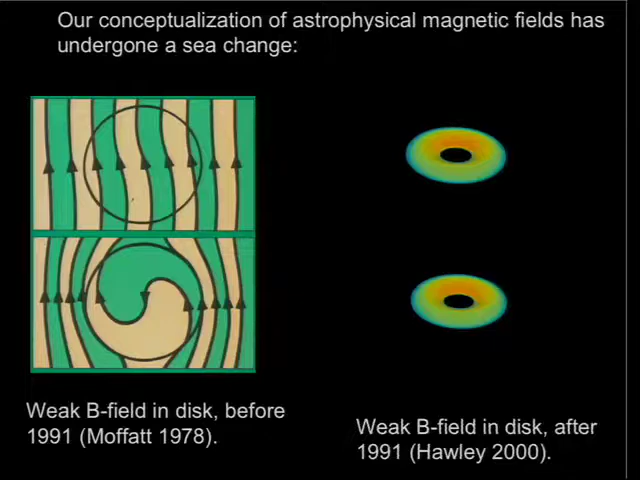 Our conceptualization of astrophysical magnetic fields has
undergone a sea change:
Weak B-field in disk, before
1991 (Moffatt 1978).
Weak B-field in disk, after
1991 (Hawley 2000).